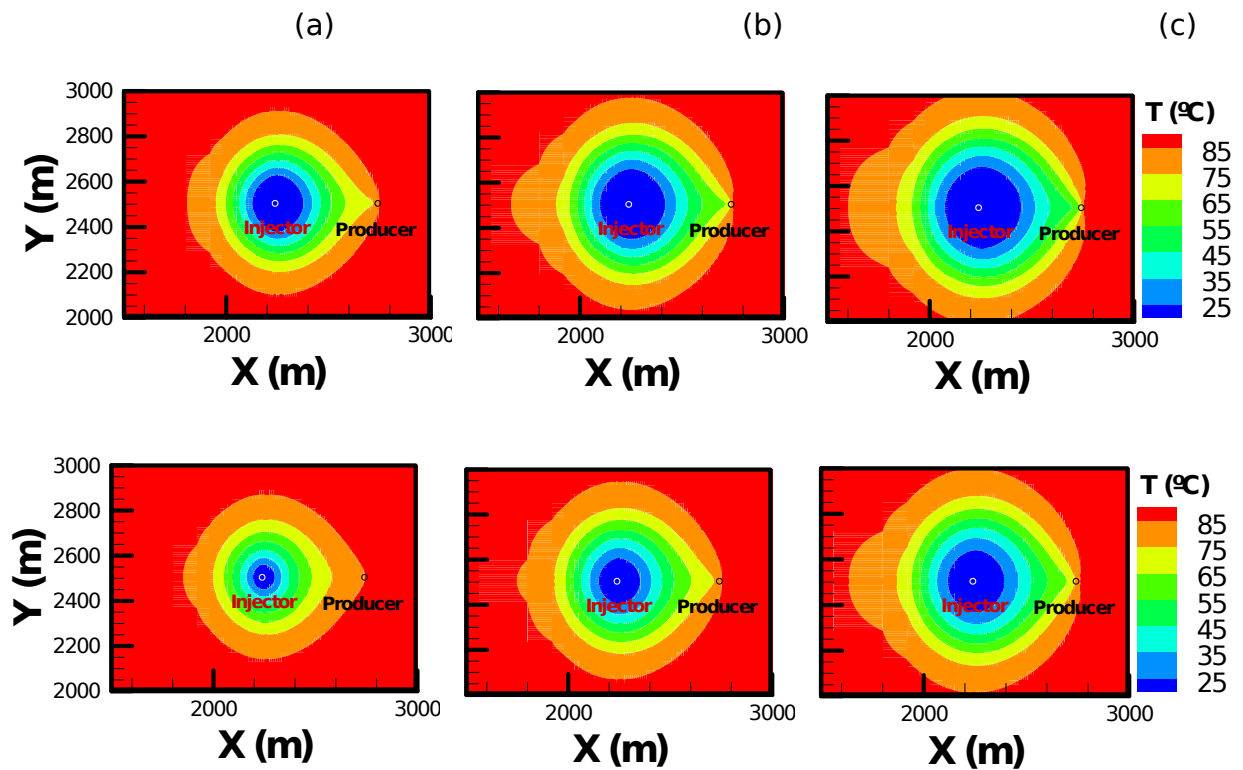 (a)
(b)
(c)
3000
2800
2600
2400
2200
2000
Y (m)
Injector
Producer
2000
3000
X (m)
Injector
Producer
2000
3000
X (m)
Injector
Producer
2000
3000
X (m)
T (ºC)
85
75
65
55
45
35
25
3000
2800
2600
2400
2200
2000
Y (m)
Injector
Producer
2000
3000
X (m)
Injector
Producer
2000
3000
X (m)
Injector
Producer
2000
3000
X (m)
T (ºC)
85
75
65
55
45
35
25